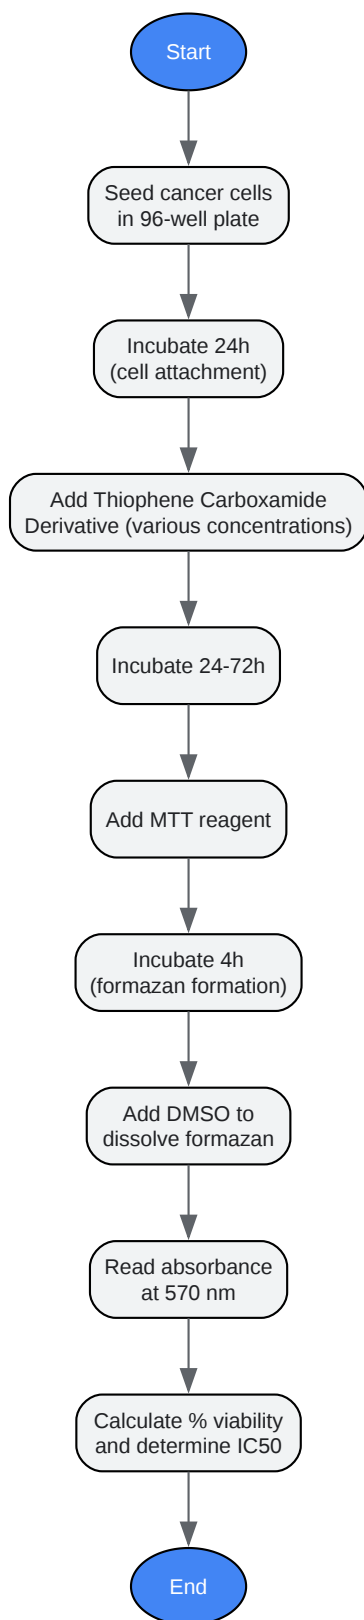 Start
Seed cancer cells
in 96-well plate
Incubate 24h
(cell attachment)
Add Thiophene Carboxamide
Derivative (various concentrations)
Incubate 24-72h
Add MTT reagent
Incubate 4h
(formazan formation)
Add DMSO to
dissolve formazan
Read absorbance
at 570 nm
Calculate % viability
and determine IC50
End